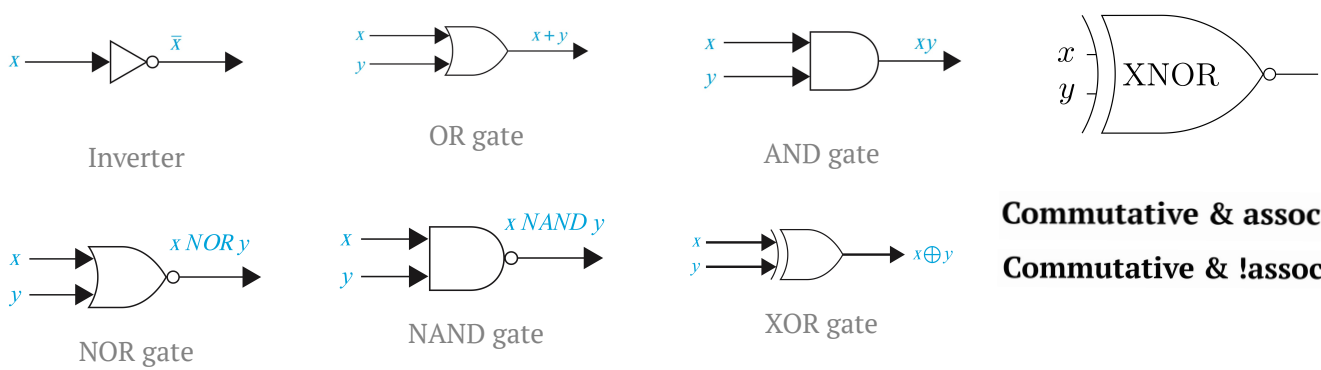 x
x̄
Inverter
x
y
x + y
OR gate
x
y
xy
AND gate
x
y
XNOR
x
y
x NOR y
NOR gate
x
y
x NAND y
NAND gate
x
y
x⊕y
XOR gate
Commutative & assoc
Commutative & !assoc